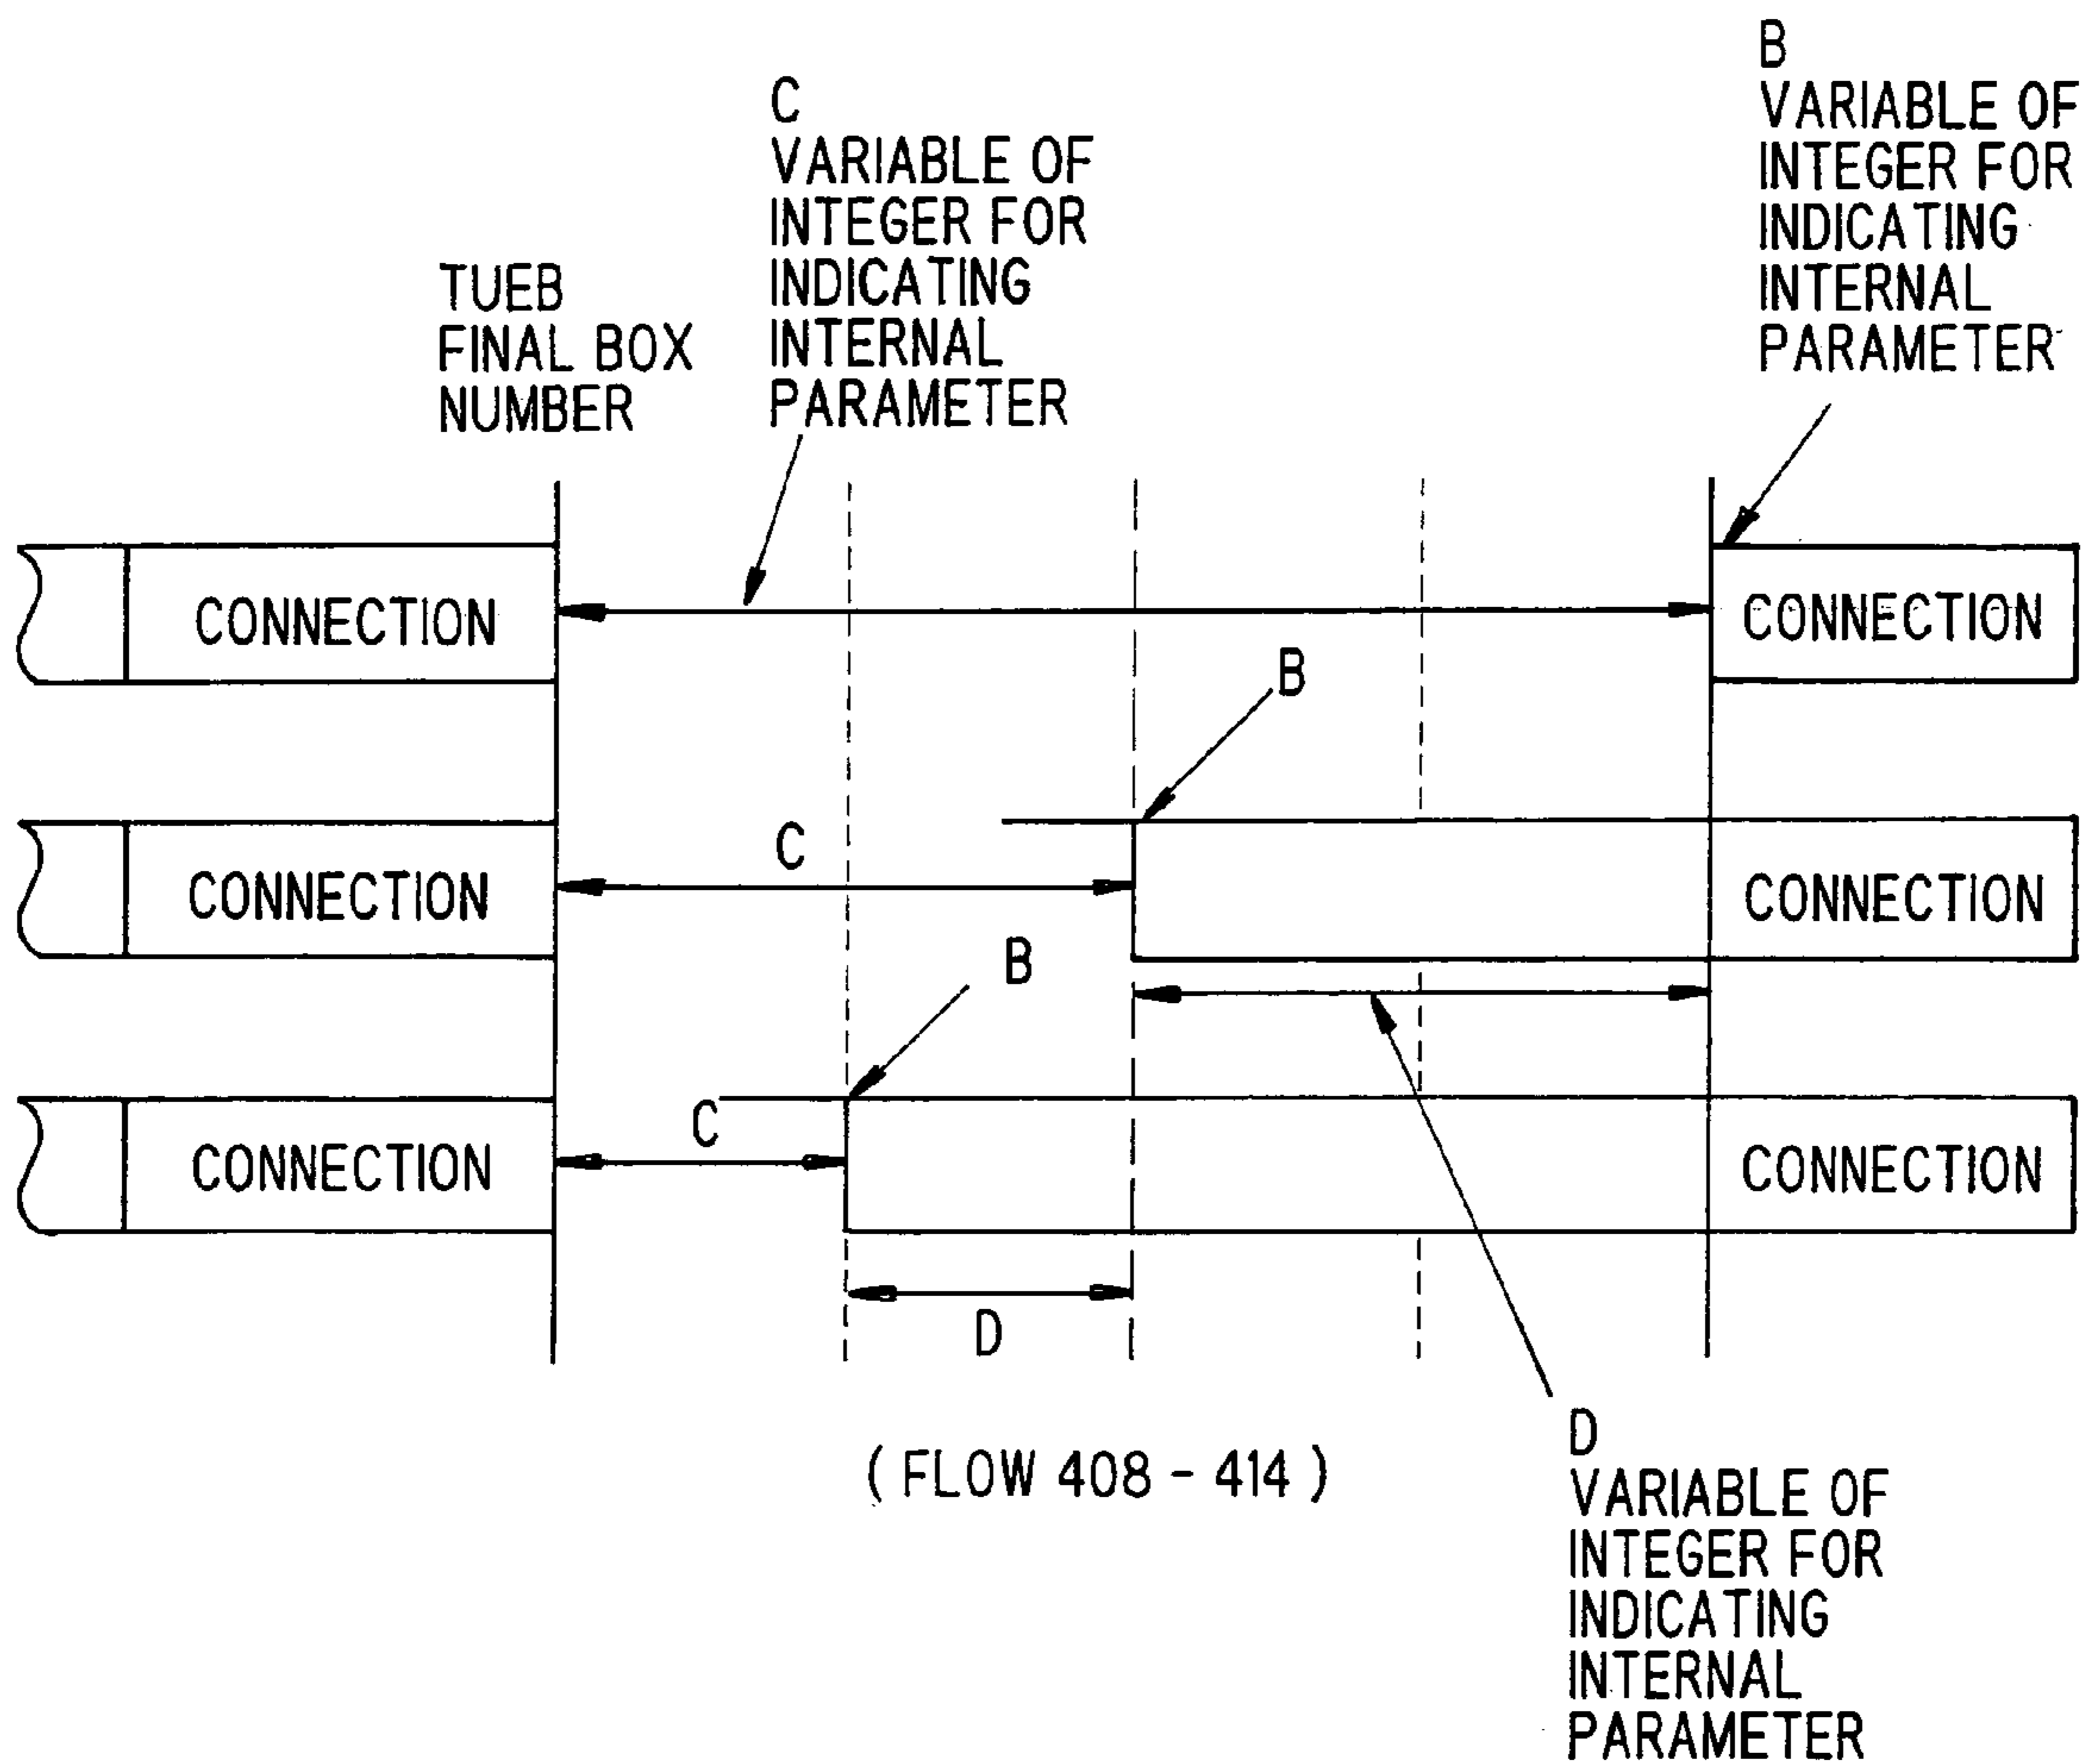 B
VARIABLE OF
INTEGER FOR
INDICATING
INTERNAL
PARAMETER
C
VARIABLE OF
INTEGER FOR
INDICATING
INTERNAL
PARAMETER
TUEB
FINAL BOX
NUMBER
CONNECTION
CONNECTION
B
C
CONNECTION
CONNECTION
B
C
CONNECTION
CONNECTION
D
( FLOW 408 - 414 )
D
VARIABLE OF
INTEGER FOR
INDICATING
INTERNAL
PARAMETER